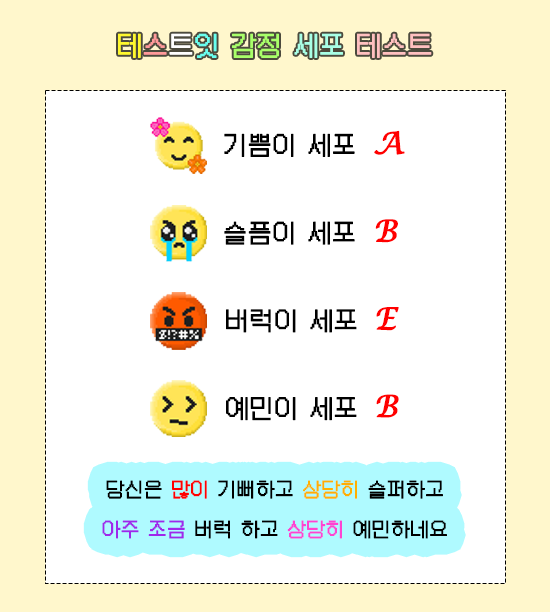 테스트잇 감정 세포 테스트
기쁨이 세포 A
슬픔이 세포 B
버럭이 세포 E
$!?#%
예민이 세포 B
당신은 많이 기뻐하고 상당히 슬퍼하고
아주 조금 버럭 하고 상당히 예민하네요